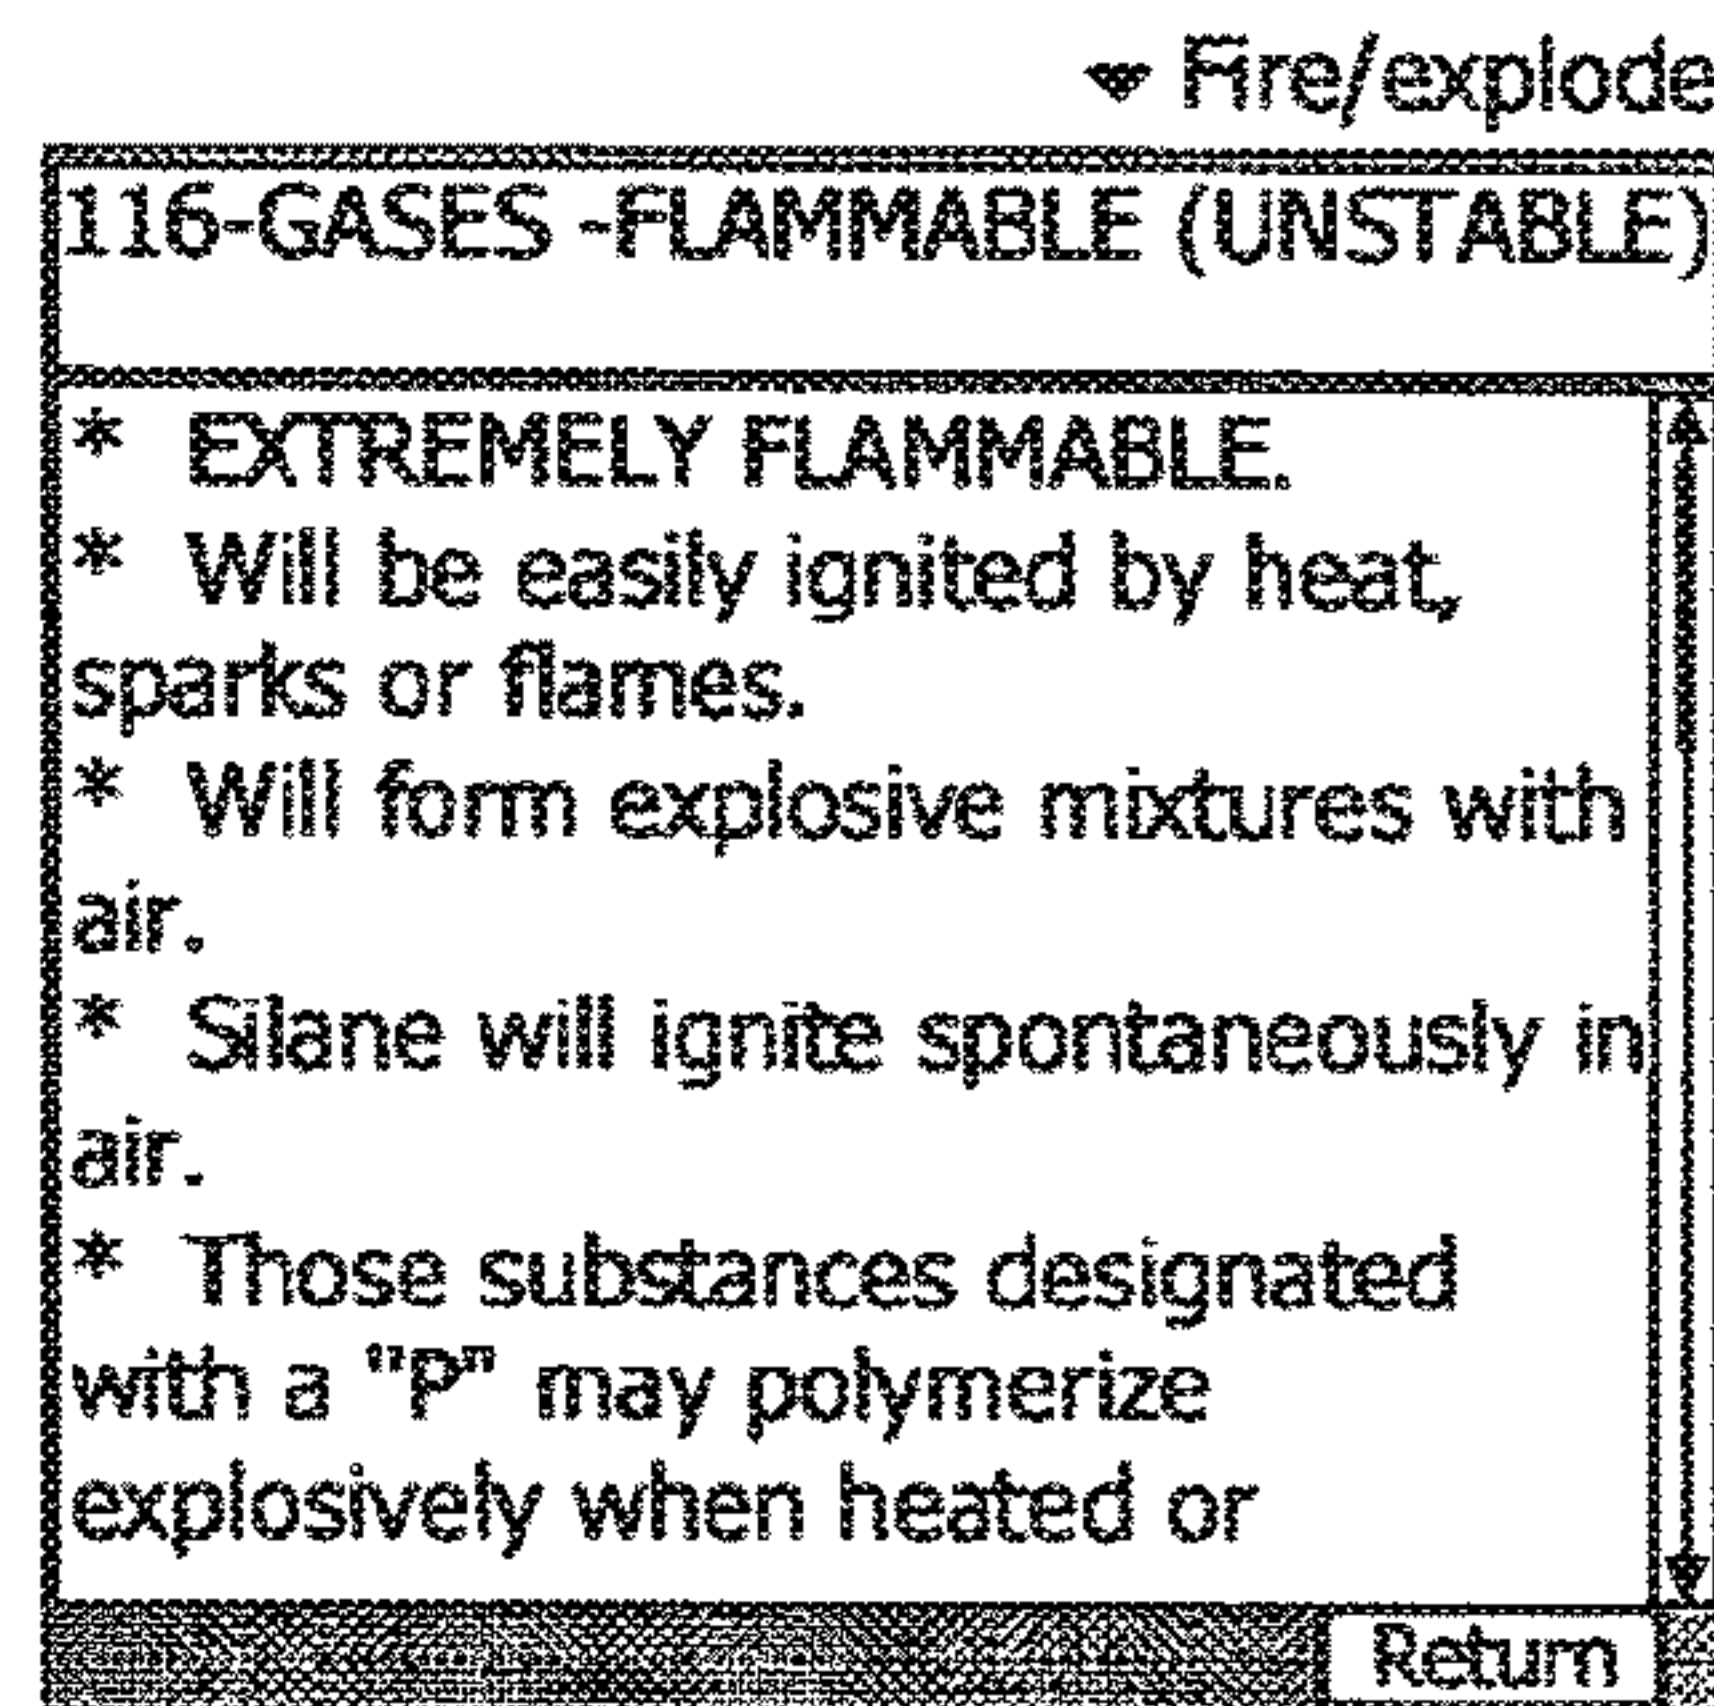 Fire/explode
116-GASES -FLAMMABLE (UNSTABLE)
* EXTREMELY FLAMMABLE.
* Will be easily ignited by heat,
sparks or flames.
* Will form explosive mixtures with
air.
* Silane will ignite spontaneously in
air.
* Those substances designated
with a "P" may polymerize
explosively when heated or
Return